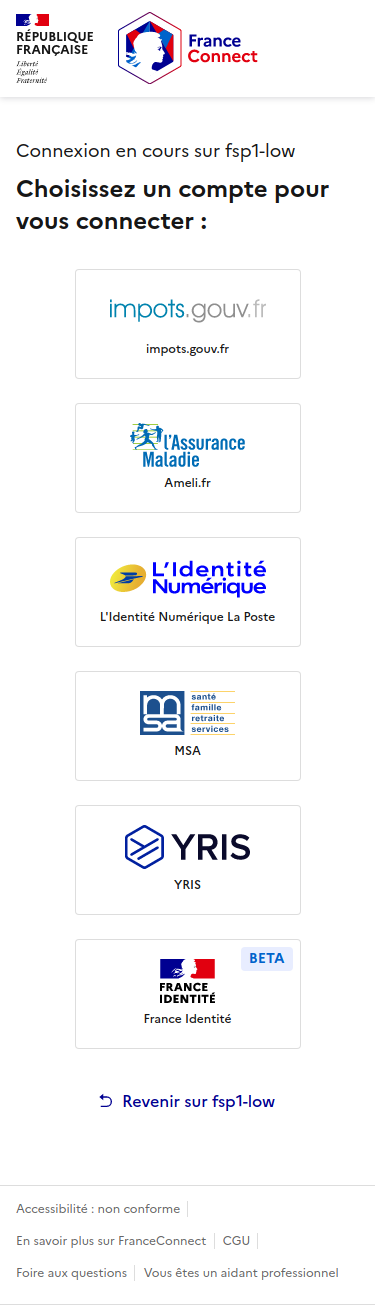 RÉPUBLIQUE
FRANÇAISE
Liberté
Égalité
Fraternité
France
Connect
Connexion en cours sur fsp1-low
Choisissez un compte pour
vous connecter :
impots.gouv.fr
impots.gouv.fr
l'Assurance
Maladie
Ameli.fr
L'Identité
Numérique
L'Identité Numérique La Poste
msa
santé
famille
retraite
services
MSA
YRIS
YRIS
BETA
FRANCE
IDENTITÉ
France Identité
Revenir sur fsp1-low
Accessibilité : non conforme
En savoir plus sur FranceConnect
CGU
Foire aux questions
Vous êtes un aidant professionnel